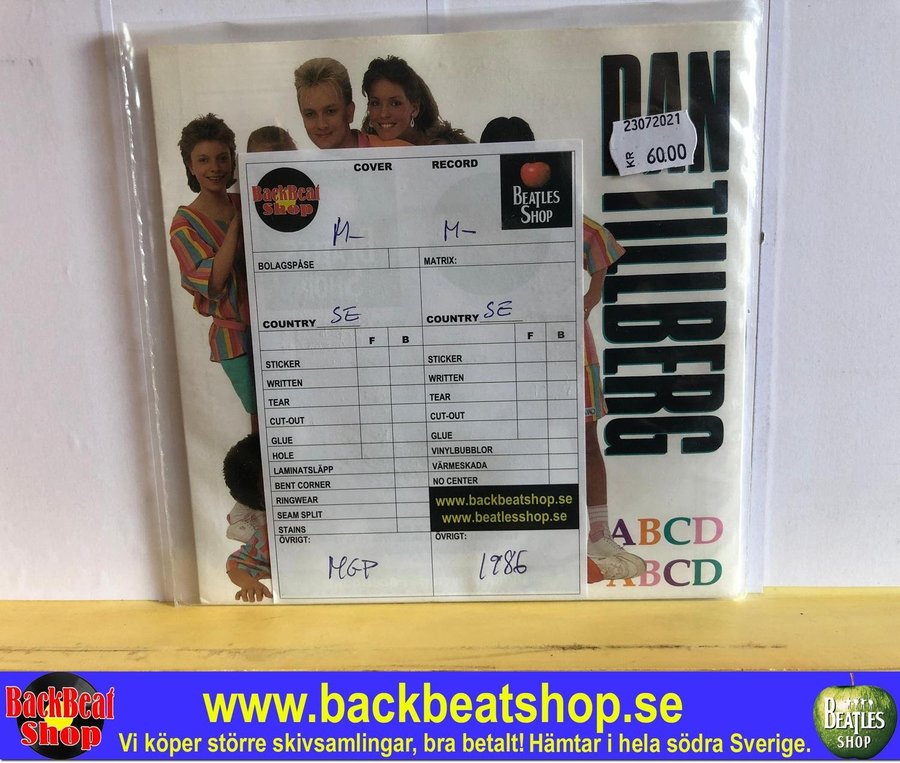 DAN TILLBERG
23072021
KR 60.00
ABCD
ABCD
BackBeat
Shop
COVER RECORD
BEATLES
SHOP
M- M-
BOLAGSPÅSE MATRIX:
COUNTRY SE COUNTRY SE
F B F B
STICKER STICKER
WRITTEN WRITTEN
TEAR TEAR
CUT-OUT CUT-OUT
GLUE GLUE
HOLE VINYLBUBBLOR
LAMINATSLÄPP VÄRMESKADA
BENT CORNER NO CENTER
RINGWEAR
SEAM SPLIT
STAINS
www.backbeatshop.se
www.beatlesshop.se
ÖVRIGT: ÖVRIGT:
MGP 1986
BackBeat
Shop
www.backbeatshop.se
Vi köper större skivsamlingar, bra betalt! Hämtar i hela södra Sverige.
BEATLES
SHOP